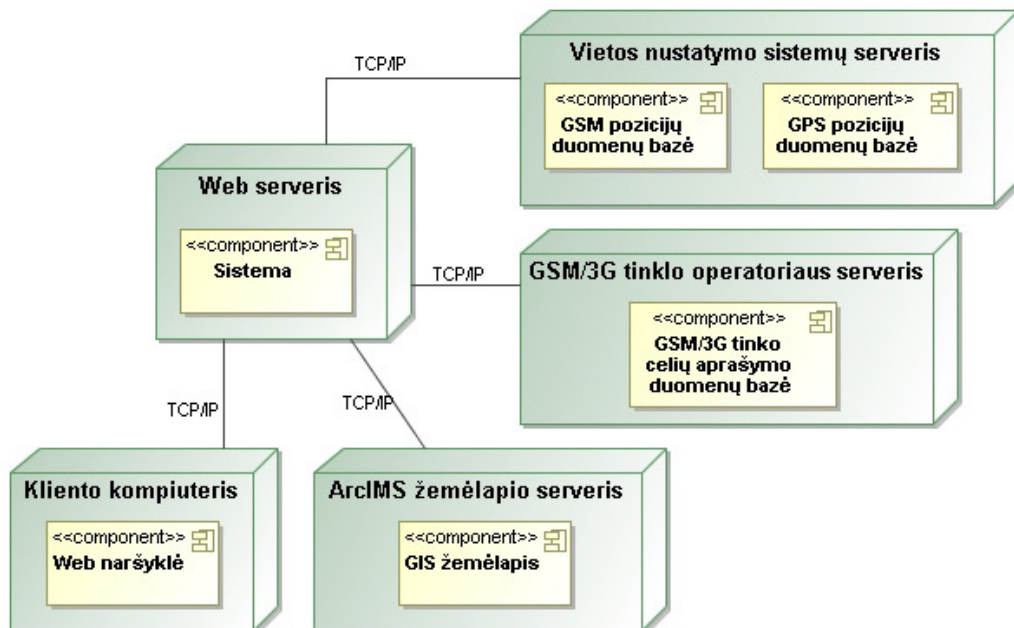 Vietos nustatymo sistemų serveris
TCP/IP
<<component>>
GSM pozicijų
duomenų bazė
<<component>>
GPS pozicijų
duomenų bazė
Web serveris
<<component>>
Sistema
TCP/IP
GSM/3G tinklo operatoriaus serveris
<<component>>
GSM/3G tinko
celių aprašymo
duomenų bazė
TCP/IP
TCP/IP
Kliento kompiuteris
<<component>>
Web naršyklė
ArcIMS žemėlapio serveris
<<component>>
GIS žemėlapis